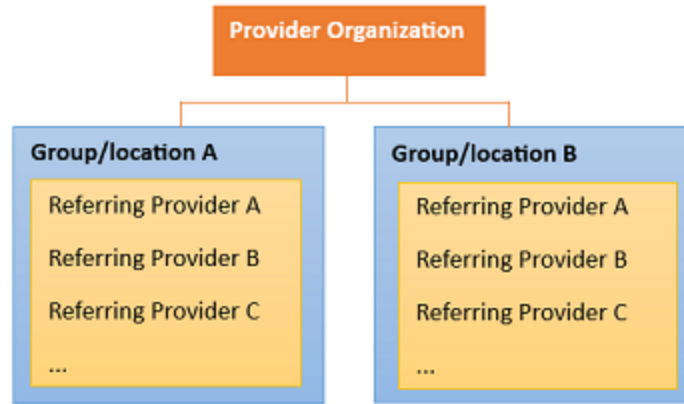 Provider Organization
Group/location A
Referring Provider A
Referring Provider B
Referring Provider C
...
Group/location B
Referring Provider A
Referring Provider B
Referring Provider C
...